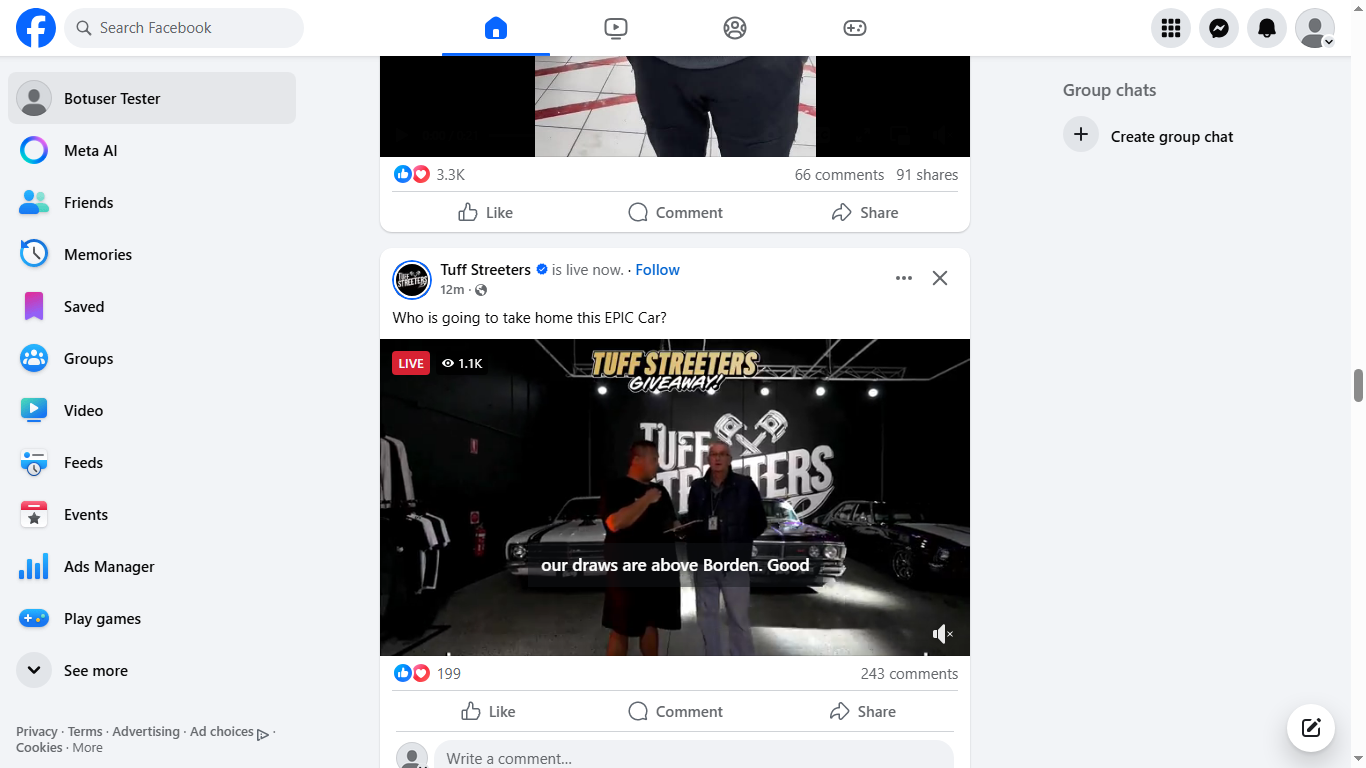 Search Facebook
Botuser Tester
Meta AI
Friends
Memories
Saved
Groups
Video
Feeds
Events
Ads Manager
Play games
See more
Privacy · Terms · Advertising · Ad choices ·
Cookies · More
3.3K
66 comments 91 shares
Like Comment Share
TUFF STREETERS
Tuff Streeters is live now. · Follow
12m ·
Who is going to take home this EPIC Car?
LIVE 1.1K
TUFF STREETERS
GIVEAWAY!
TUFF
STREETERS
our draws are above Borden. Good
199
243 comments
Like Comment Share
Write a comment...
Group chats
Create group chat